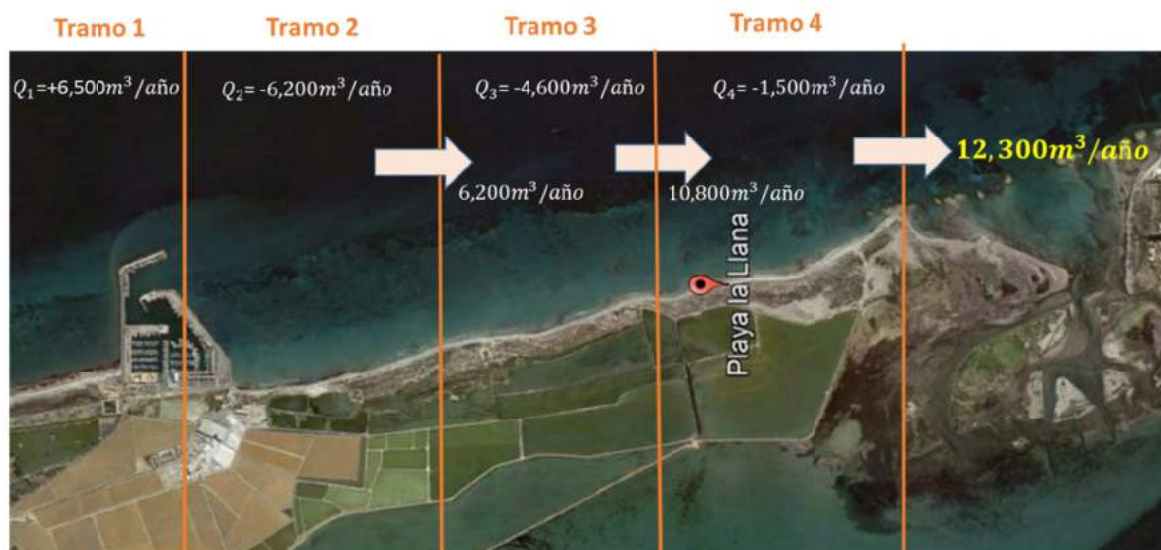 Tramo 1
Tramo 2
Tramo 3
Tramo 4
Q₁=+6,500m³/año
Q₂= -6,200m³/año
Q₃= -4,600m³/año
Q₄= -1,500m³/año
12,300m³/año
6,200m³/año
10,800m³/año
Playa la Llana